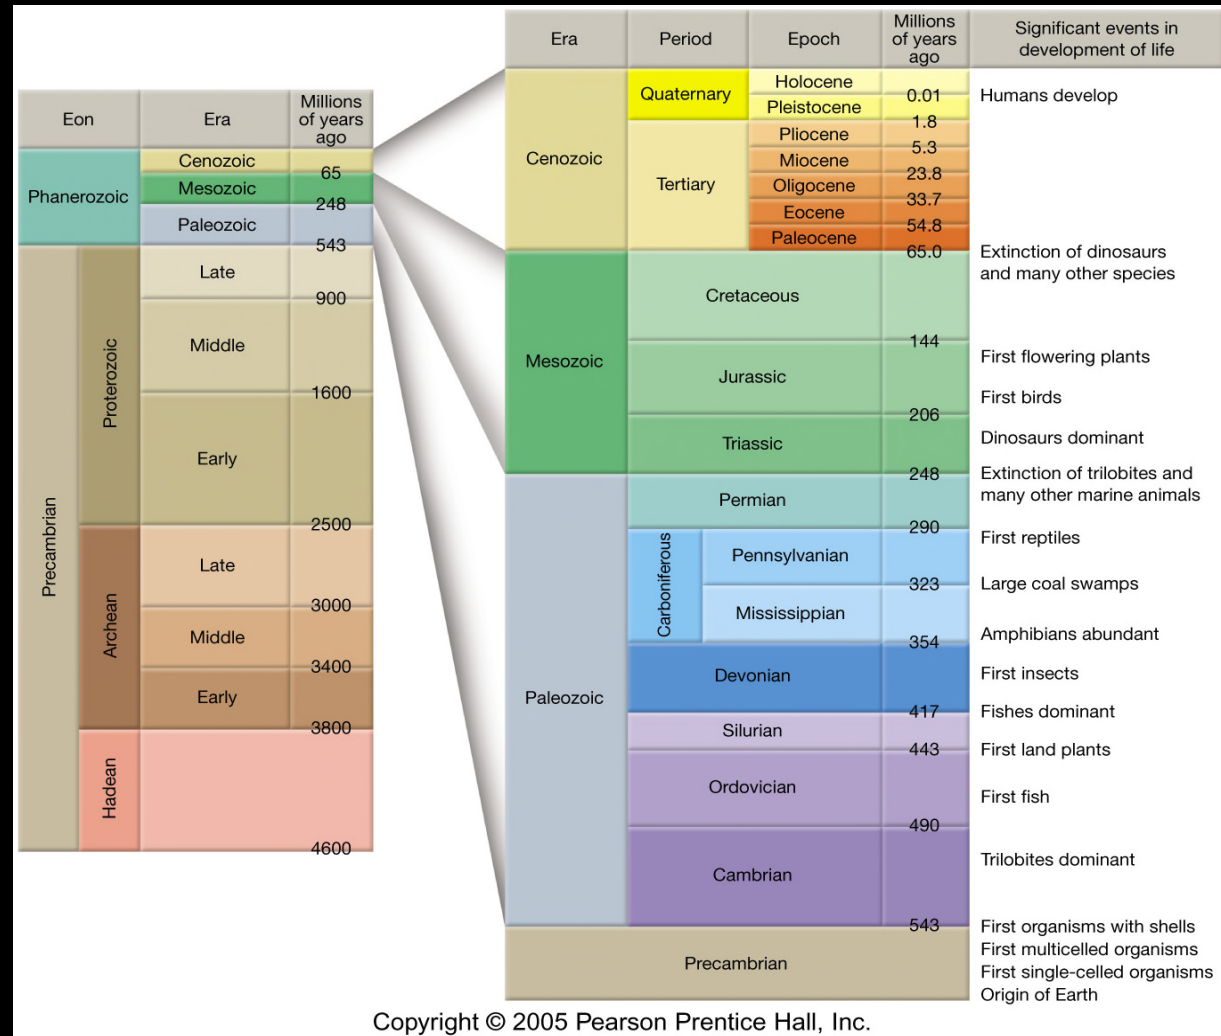 Eon
Era
Millions
of years
ago
Phanerozoic
Cenozoic
65
Mesozoic
248
Paleozoic
543
Precambrian
Proterozoic
Late
900
Middle
1600
Early
2500
Archean
Late
3000
Middle
3400
Early
3800
Hadean
4600
Era
Period
Epoch
Millions
of years
ago
Significant events in
development of life
Cenozoic
Quaternary
Holocene
0.01
Humans develop
Pleistocene
1.8
Tertiary
Pliocene
5.3
Miocene
23.8
Oligocene
33.7
Eocene
54.8
Paleocene
65.0
Extinction of dinosaurs
and many other species
Mesozoic
Cretaceous
144
First flowering plants
Jurassic
First birds
206
Triassic
Dinosaurs dominant
248
Extinction of trilobites and
many other marine animals
Paleozoic
Permian
290
First reptiles
Carboniferous
Pennsylvanian
323
Large coal swamps
Mississippian
Amphibians abundant
354
Devonian
First insects
417
Fishes dominant
Silurian
443
First land plants
Ordovician
First fish
490
Cambrian
Trilobites dominant
543
First organisms with shells
Precambrian
First multicelled organisms
First single-celled organisms
Origin of Earth
Copyright © 2005 Pearson Prentice Hall, Inc.